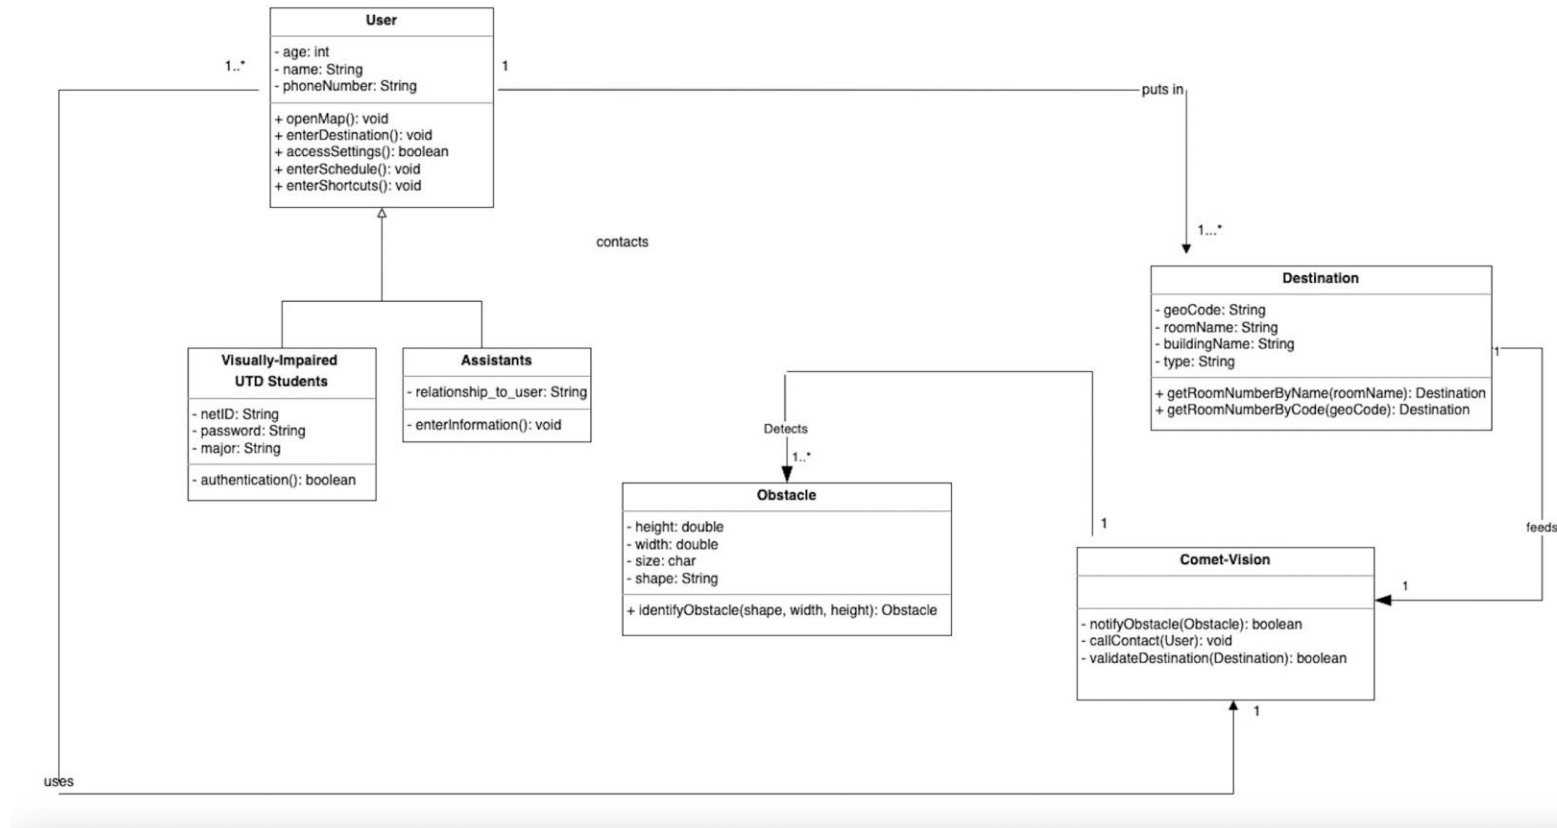 User
- age: int
- name: String
- phoneNumber: String
+ openMap(): void
+ enterDestination(): void
+ accessSettings(): boolean
+ enterSchedule(): void
+ enterShortcuts(): void
1..*
1
puts in
1...*
contacts
Visually-Impaired
UTD Students
- netID: String
- password: String
- major: String
- authentication(): boolean
Assistants
- relationship_to_user: String
- enterInformation(): void
Destination
- geoCode: String
- roomName: String
- buildingName: String
- type: String
+ getRoomNumberByName(roomName): Destination
+ getRoomNumberByCode(geoCode): Destination
1
Detects
1..*
Obstacle
- height: double
- width: double
- size: char
- shape: String
+ identifyObstacle(shape, width, height): Obstacle
1
feeds
Comet-Vision
1
- notifyObstacle(Obstacle): boolean
- callContact(User): void
- validateDestination(Destination): boolean
1
uses